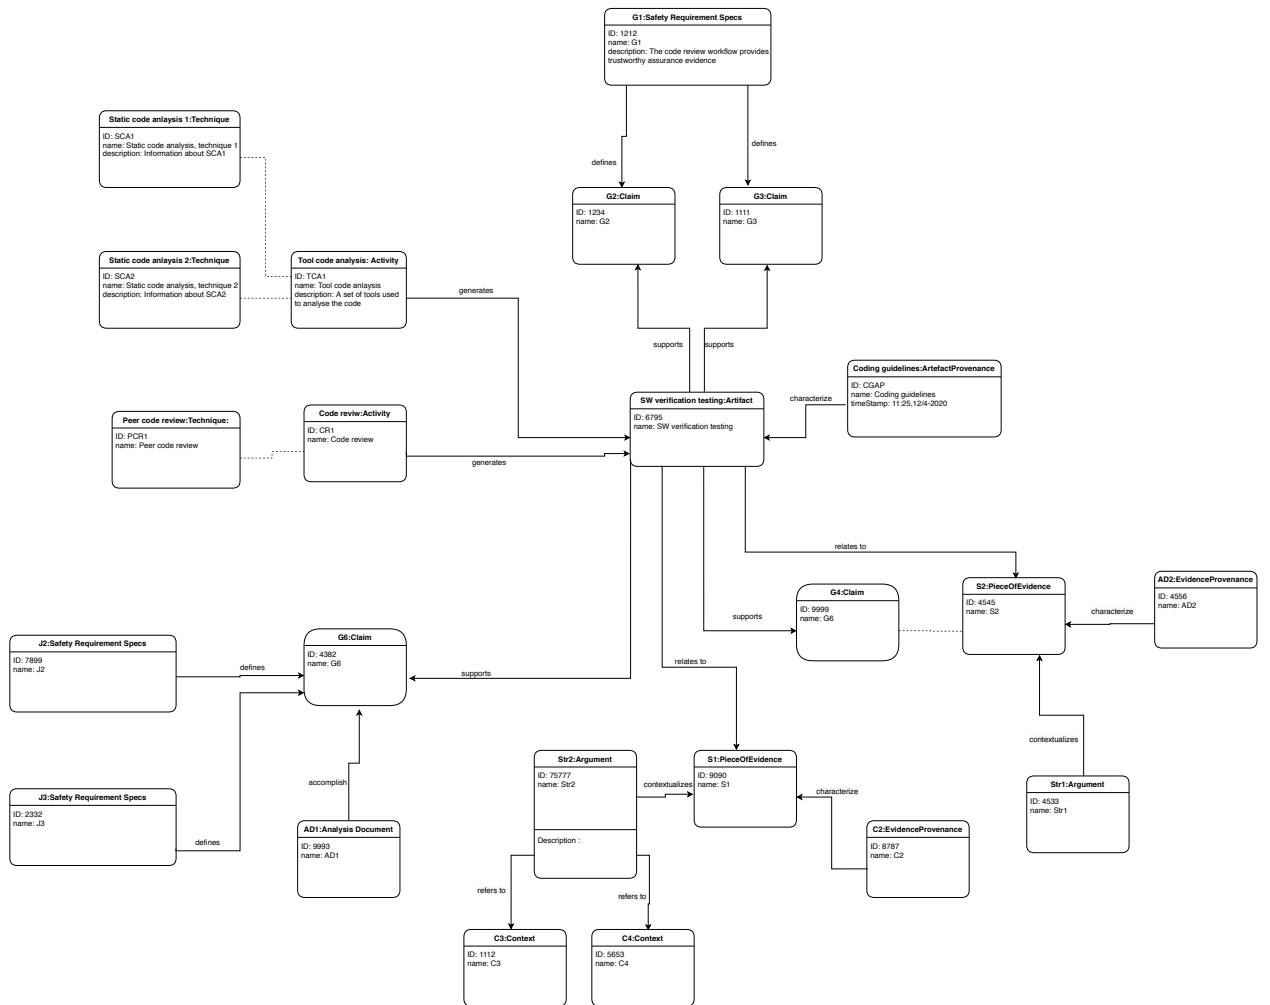 G1:Safety Requirement Specs
ID: 1212
name: G1
description: The code review workflow provides
trustworthy assurance evidence
defines
defines
Static code anlaysis 1:Technique
ID: SCA1
name: Static code analysis, technique 1
description: Information about SCA1
G2:Claim
ID: 1234
name: G2
G3:Claim
ID: 1111
name: G3
Static code anlaysis 2:Technique
ID: SCA2
name: Static code analysis, technique 2
description: Information about SCA2
Tool code analysis: Activity
ID: TCA1
name: Tool code anlaysis
description: A set of tools used
to analyse the code
generates
supports
supports
Coding guidelines:ArtefactProvenance
ID: CGAP
name: Coding guidelines
timeStamp: 11:25,12/4-2020
characterize
SW verification testing:Artifact
ID: 6795
name: SW verification testing
Peer code review:Technique:
ID: PCR1
name: Peer code review
Code reviw:Activity
ID: CR1
name: Code review
generates
relates to
S2:PieceOfEvidence
ID: 4545
name: S2
AD2:EvidenceProvenance
ID: 4556
name: AD2
characterize
G4:Claim
ID: 9999
name: G6
supports
J2:Safety Requirement Specs
ID: 7899
name: J2
defines
G6:Claim
ID: 4382
name: G6
supports
relates to
contextualizes
Str2:Argument
ID: 75777
name: Str2
Description :
contextualizes
S1:PieceOfEvidence
ID: 9090
name: S1
characterize
Str1:Argument
ID: 4533
name: Str1
accomplish
J3:Safety Requirement Specs
ID: 2332
name: J3
defines
AD1:Analysis Document
ID: 9993
name: AD1
C2:EvidenceProvenance
ID: 8787
name: C2
refers to
refers to
C3:Context
ID: 1112
name: C3
C4:Context
ID: 5653
name: C4